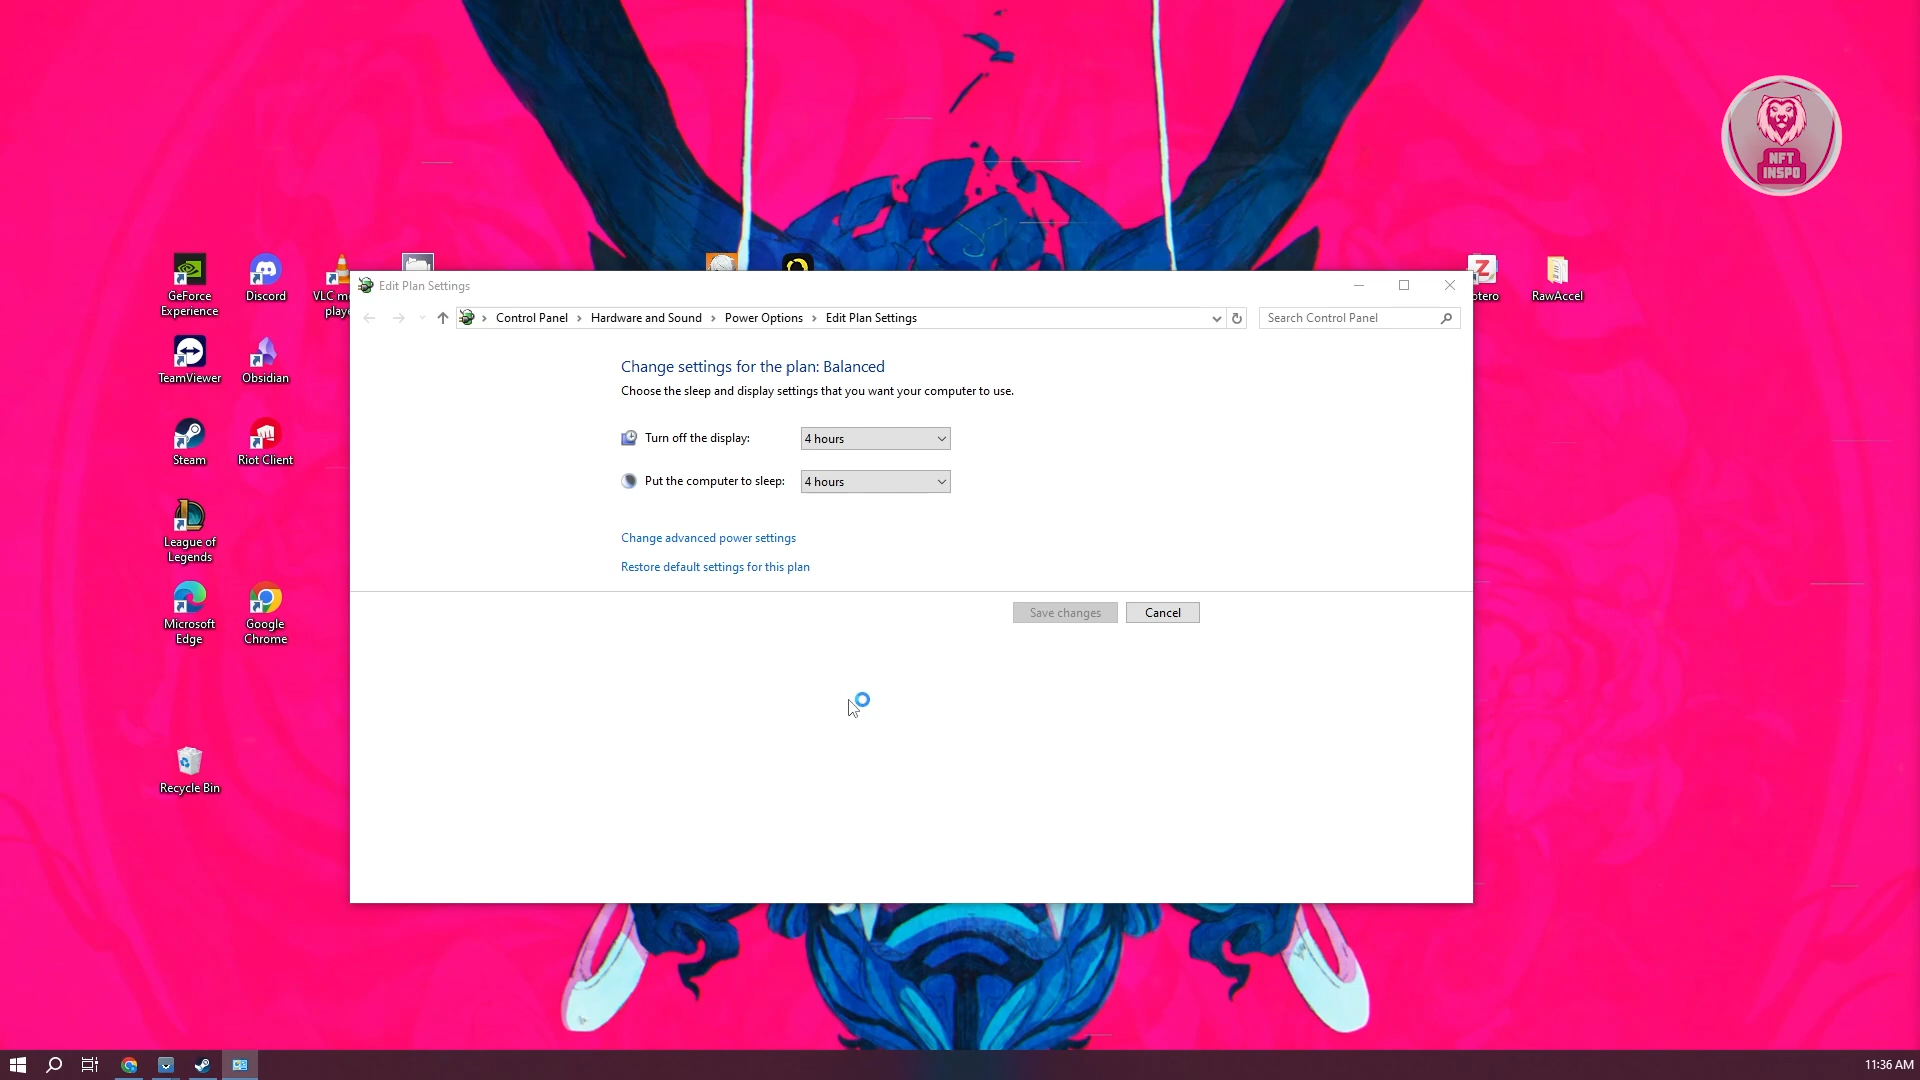 NFT
INSPO
GeForce
Experience
Discord
VLC me
playe
otero
RawAccel
TeamViewer
Obsidian
Steam
Riot Client
League of
Legends
Microsoft
Edge
Google
Chrome
Recycle Bin
Edit Plan Settings
Control Panel
Hardware and Sound
Power Options
Edit Plan Settings
Search Control Panel
Change settings for the plan: Balanced
Choose the sleep and display settings that you want your computer to use.
Turn off the display:
4 hours
Put the computer to sleep:
4 hours
Change advanced power settings
Restore default settings for this plan
Save changes
Cancel
11:36 AM